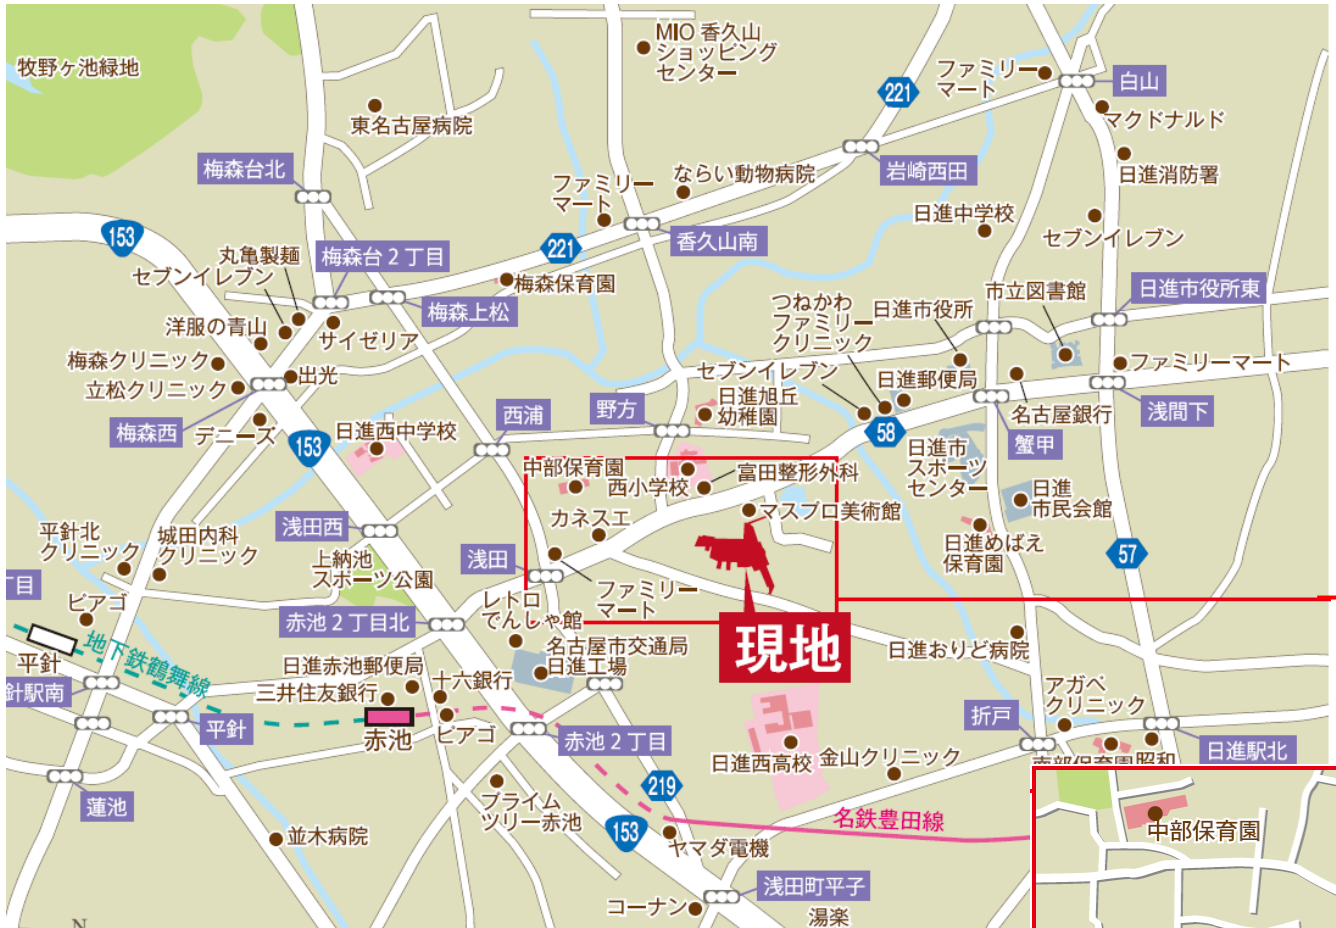 牧野ヶ池緑地
MIO 香久山
ショッピング
センター
ファミリー
マート
白山
221
マクドナルド
東名古屋病院
梅森台北
ファミリー
マート
ならい動物病院
岩崎西田
日進消防署
日進中学校
セブンイレブン
153
丸亀製麺
セブンイレブン
梅森台2丁目
221
香久山南
梅森保育園
梅森上松
つねかわ
ファミリー
クリニック
日進市役所
市立図書館
日進市役所東
洋服の青山
サイゼリア
梅森クリニック
立松クリニック
出光
セブンイレブン
日進郵便局
ファミリーマート
梅森西
デニーズ
153
日進西中学校
西浦
野方
日進旭丘
幼稚園
58
名古屋銀行
浅間下
蟹甲
日進市
スポーツ
センター
中部保育園
西小学校
富田整形外科
日進
市民会館
マスプロ美術館
カネスエ
浅田西
平針北
クリニック
城田内科
クリニック
上納池
スポーツ公園
浅田
ファミリー
マート
日進めばえ
保育園
57
丁目
ピアゴ
赤池2丁目北
レトロ
でんしゃ館
現地
平針
地下鉄鶴舞線
日進赤池郵便局
三井住友銀行
名古屋市交通局
日進工場
日進おりど病院
針駅南
十六銀行
アガペ
クリニック
平針
赤池
ピアゴ
赤池2丁目
折戸
日進駅北
日進西高校
金山クリニック
南部保育園
昭和
蓮池
219
プライム
ツリー赤池
153
名鉄豊田線
並木病院
ヤマダ電機
中部保育園
浅田町平子
コーナン
湯楽
N